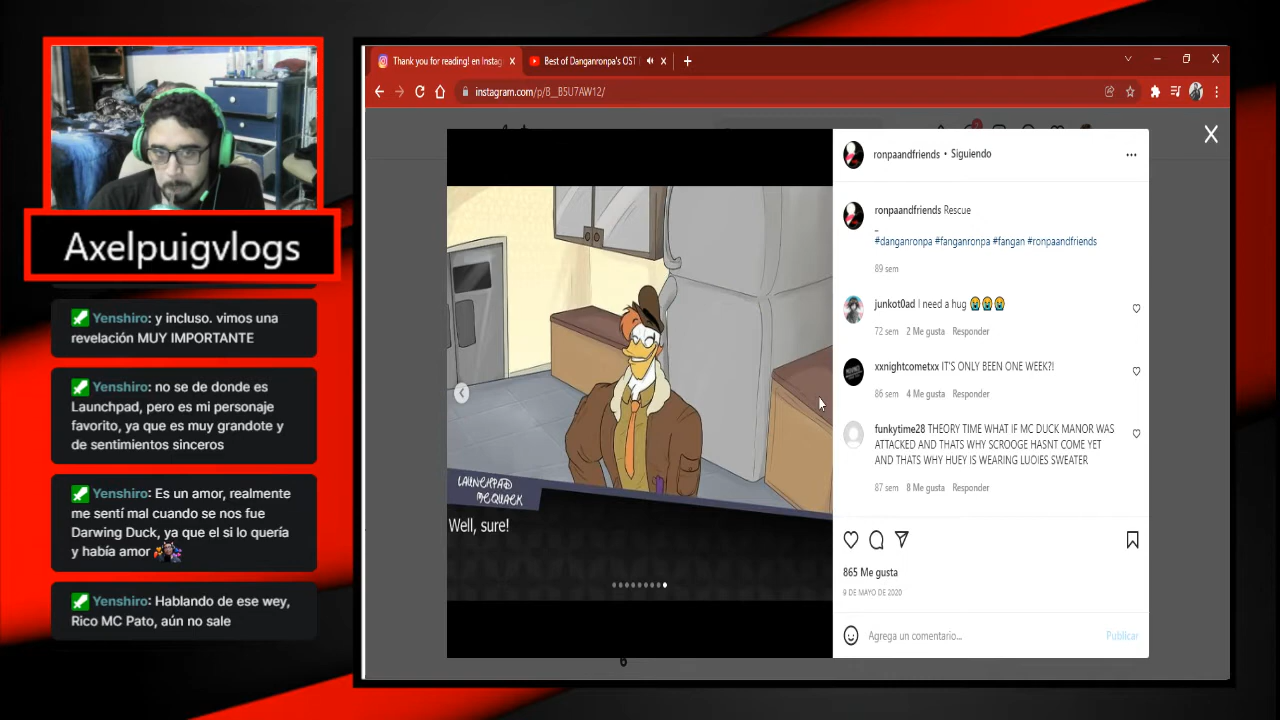 Axelpuigvlogs
Yenshiro: y incluso. vimos una
revelación MUY IMPORTANTE
Yenshiro: no se de donde es
Launchpad, pero es mi personaje
favorito, ya que es muy grandote y
de sentimientos sinceros
Yenshiro: Es un amor, realmente
me sentí mal cuando se nos fue
Darwing Duck, ya que el si lo quería
y había amor
Yenshiro: Hablando de ese wey,
Rico MC Pato, aún no sale
Thank you for reading! en Instag
Best of Danganronpa's OST
instagram.com/p/B__B5U7AW12/
LAUNCHPAD
MCQUACK
Well, sure!
ronpaandfriends • Siguiendo
ronpaandfriends Rescue
_
#danganronpa #fanganronpa #fangan #ronpaandfriends
89 sem
junkot0ad I need a hug 😭😭😭
72 sem 2 Me gusta Responder
xxnightcometxx IT'S ONLY BEEN ONE WEEK?!
86 sem 4 Me gusta Responder
funkytime28 THEORY TIME WHAT IF MC DUCK MANOR WAS
ATTACKED AND THATS WHY SCROOGE HASNT COME YET
AND THATS WHY HUEY IS WEARING LUOIES SWEATER
87 sem 8 Me gusta Responder
865 Me gusta
9 DE MAYO DE 2020
Agrega un comentario...
Publicar
6